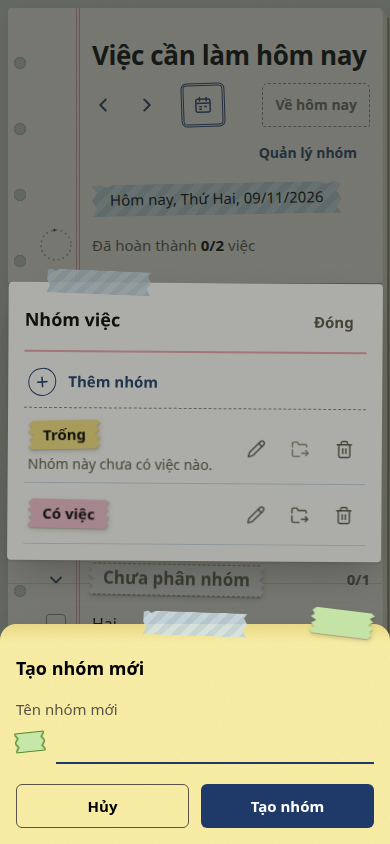 Việc cần làm hôm nay
Về hôm nay
Quản lý nhóm
Hôm nay, Thứ Hai, 09/11/2026
Đã hoàn thành 0/2 việc
Nhóm việc
Đóng
Thêm nhóm
Trống
Nhóm này chưa có việc nào.
Có việc
Chưa phân nhóm
0/1
Hai
Tạo nhóm mới
Tên nhóm mới
Hủy
Tạo nhóm